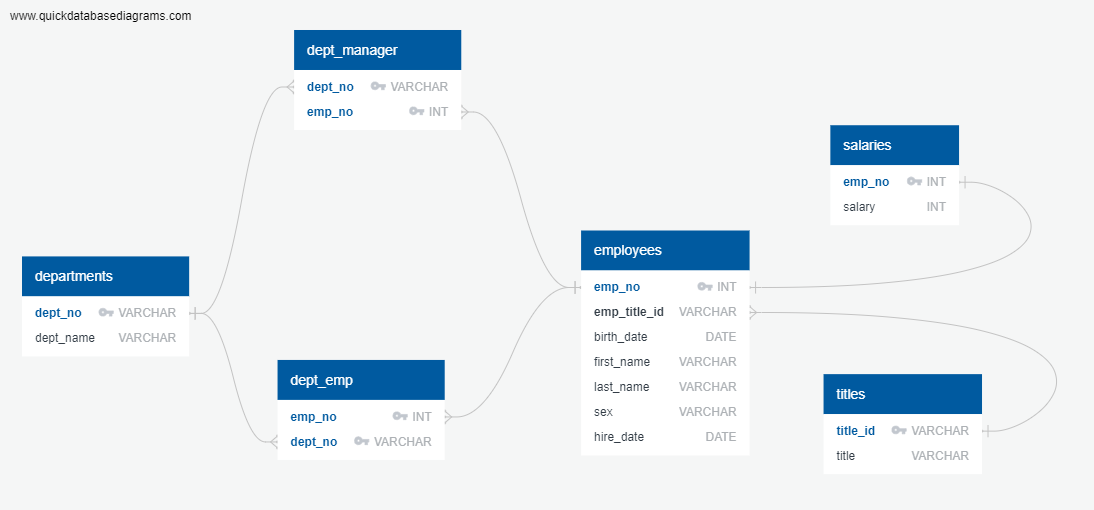 www.quickdatabasediagrams.com
dept_manager
dept_no VARCHAR
emp_no INT
salaries
emp_no INT
salary INT
employees
emp_no INT
emp_title_id VARCHAR
birth_date DATE
first_name VARCHAR
last_name VARCHAR
sex VARCHAR
hire_date DATE
departments
dept_no VARCHAR
dept_name VARCHAR
dept_emp
emp_no INT
dept_no VARCHAR
titles
title_id VARCHAR
title VARCHAR